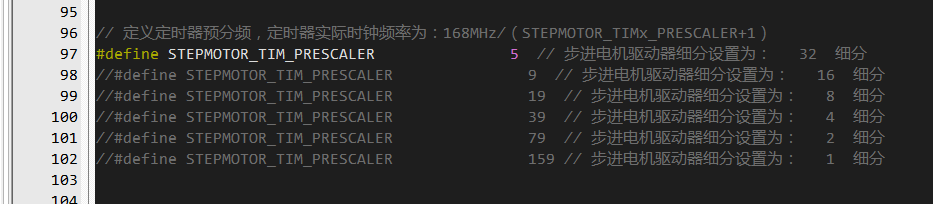 95
96 // 定义定时器预分频，定时器实际时钟频率为：168MHz/（STEPMOTOR_TIMx_PRESCALER+1）
97 #define STEPMOTOR_TIM_PRESCALER 5 // 步进电机驱动器细分设置为： 32 细分
98 //#define STEPMOTOR_TIM_PRESCALER 9 // 步进电机驱动器细分设置为： 16 细分
99 //#define STEPMOTOR_TIM_PRESCALER 19 // 步进电机驱动器细分设置为： 8 细分
100 //#define STEPMOTOR_TIM_PRESCALER 39 // 步进电机驱动器细分设置为： 4 细分
101 //#define STEPMOTOR_TIM_PRESCALER 79 // 步进电机驱动器细分设置为： 2 细分
102 //#define STEPMOTOR_TIM_PRESCALER 159 // 步进电机驱动器细分设置为： 1 细分
103
104